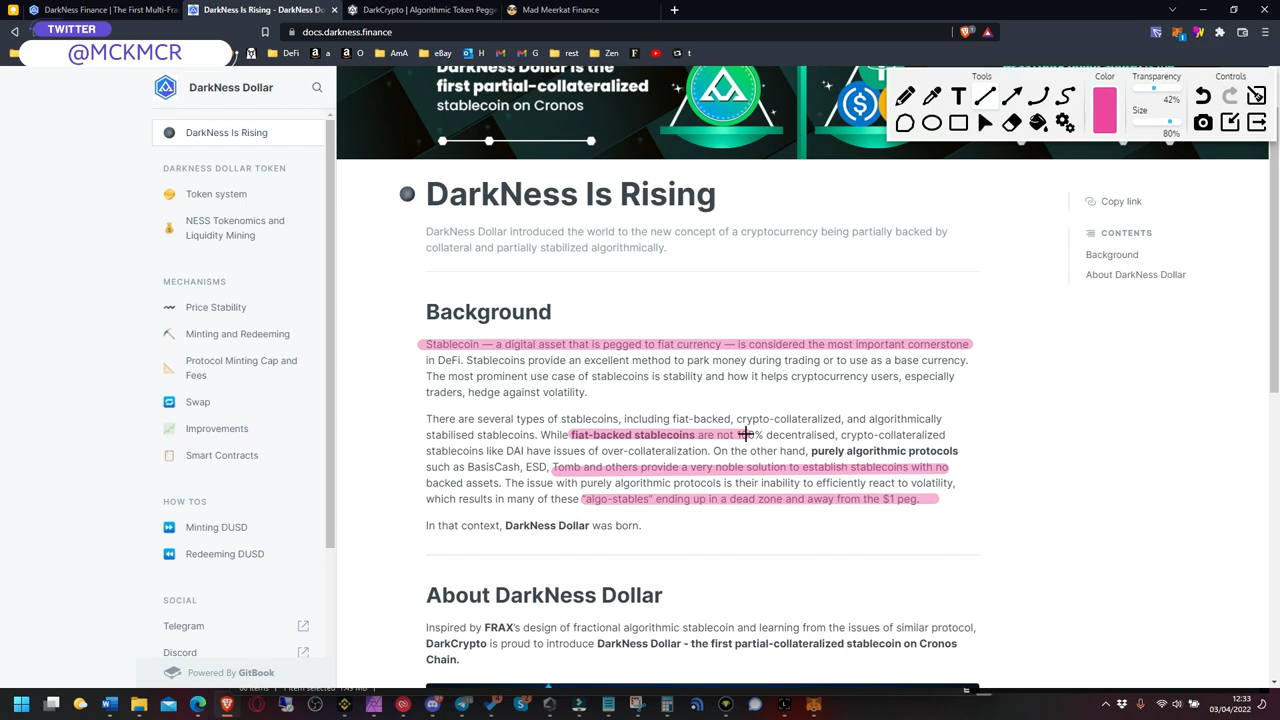 DarkCrypto: The First Multi-Fra
DarkNess Is Rising - DarkNess D
DarkCrypto | Algorithmic Token Pegg
Mad Meerkat Finance
12:33
docs.darkness.finance
TWITTER
@MCKMCR
DeFi
a
a
O
AmA
eBay
H
G
G
rest
Zen
t
DarkNess Dollar
DarkNess Is Rising
DARKNESS DOLLAR TOKEN
Token system
NESS Tokenomics and
Liquidity Mining
MECHANISMS
Price Stability
Minting and Redeeming
Protocol Minting Cap and
Fees
Swap
Improvements
Smart Contracts
HOW TOS
Minting DUSD
Redeeming DUSD
SOCIAL
Telegram
Discord
Powered By GitBook
DarkNess Dollar is the
first partial-collateralized
stablecoin on Cronos
Tools
Color
Transparency
Controls
42%
Size
80%
DarkNess Is Rising
DarkNess Dollar introduced the world to the new concept of a cryptocurrency being partially backed by
collateral and partially stabilized algorithmically.
Background
Stablecoin — a digital asset that is pegged to fiat currency — is considered the most important cornerstone
in DeFi. Stablecoins provide an excellent method to park money during trading or to use as a base currency.
The most prominent use case of stablecoins is stability and how it helps cryptocurrency users, especially
traders, hedge against volatility.
There are several types of stablecoins, including fiat-backed, crypto-collateralized, and algorithmically
stabilised stablecoins. While fiat-backed stablecoins are not 100% decentralised, crypto-collateralized
stablecoins like DAI have issues of over-collateralization. On the other hand, purely algorithmic protocols
such as BasisCash, ESD, Tomb and others provide a very noble solution to establish stablecoins with no
backed assets. The issue with purely algorithmic protocols is their inability to efficiently react to volatility,
which results in many of these "algo-stables" ending up in a dead zone and away from the $1 peg.
In that context, DarkNess Dollar was born.
About DarkNess Dollar
Inspired by FRAX's design of fractional algorithmic stablecoin and learning from the issues of similar protocol,
DarkCrypto is proud to introduce DarkNess Dollar - the first partial-collateralized stablecoin on Cronos
Chain.
Copy link
CONTENTS
Background
About DarkNess Dollar
12:33
03/04/2022